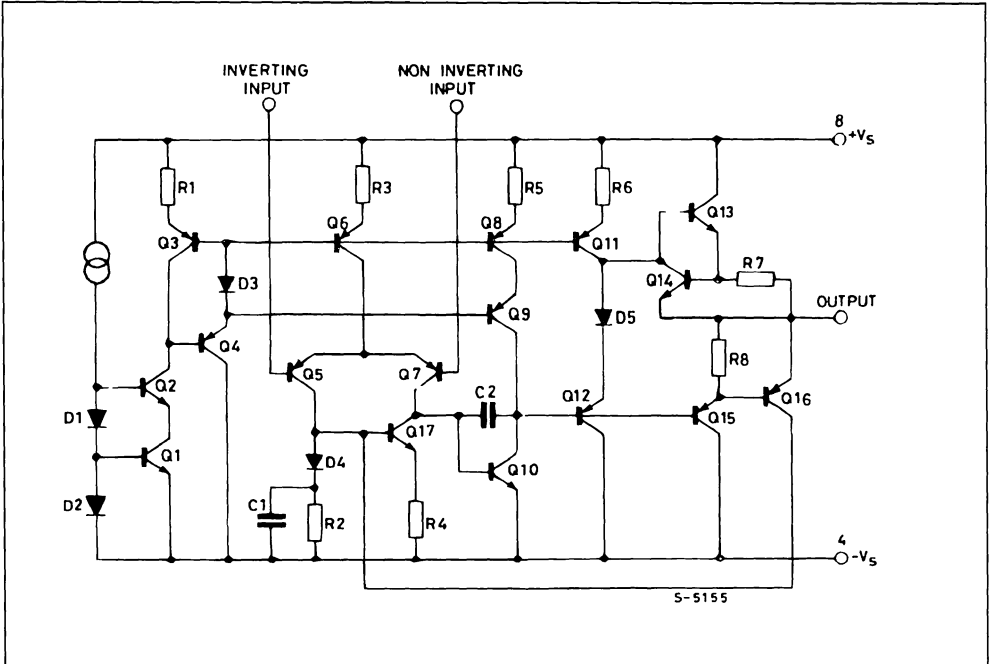 INVERTING
INPUT
NON INVERTING
INPUT
8
+Vs
R1
R3
R5
R6
Q3
Q6
Q8
Q11
Q13
D3
Q14
R7
OUTPUT
Q9
D5
Q4
R8
Q5
Q7
C2
Q12
Q16
Q2
D1
Q17
Q15
Q1
D4
Q10
D2
C1
R2
R4
4
-Vs
S-5155